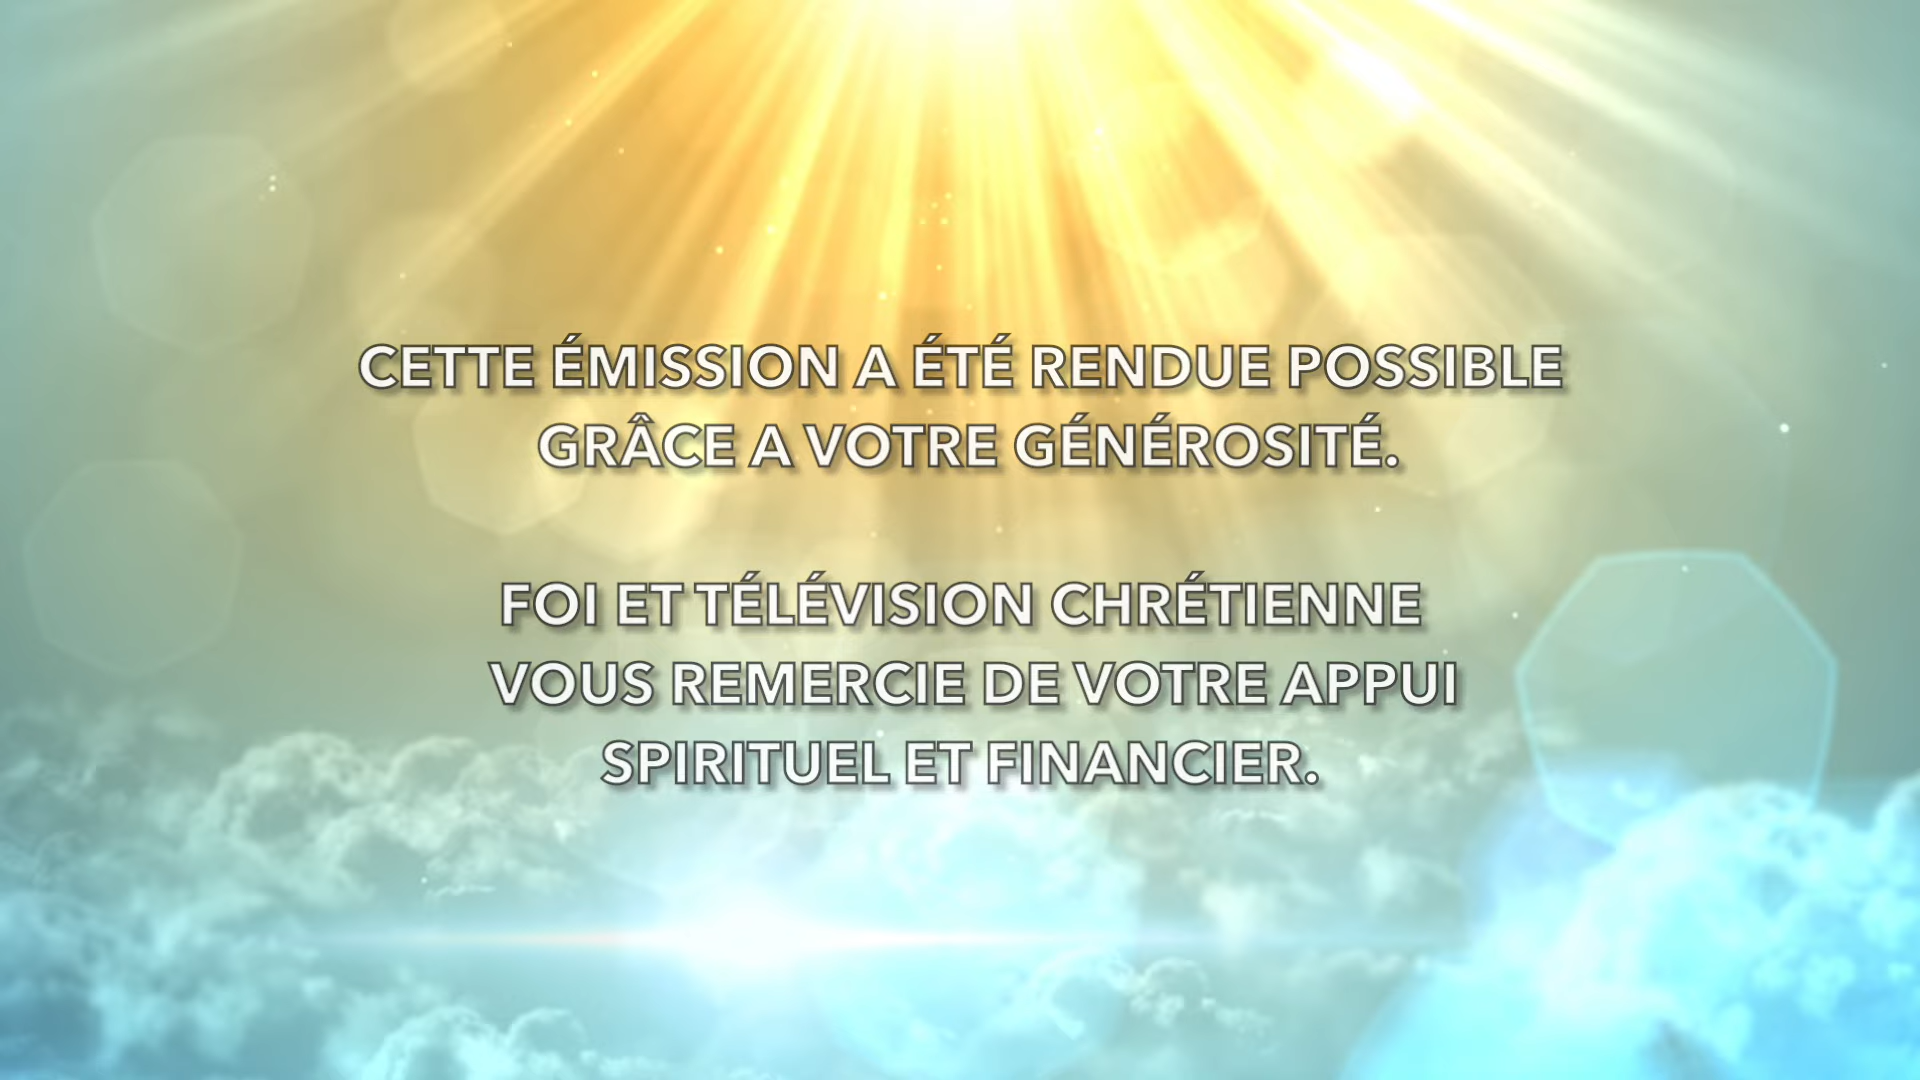 CETTE ÉMISSION A ÉTÉ RENDUE POSSIBLE
GRÂCE A VOTRE GÉNÉROSITÉ.
FOI ET TÉLÉVISION CHRÉTIENNE
VOUS REMERCIE DE VOTRE APPUI
SPIRITUEL ET FINANCIER.